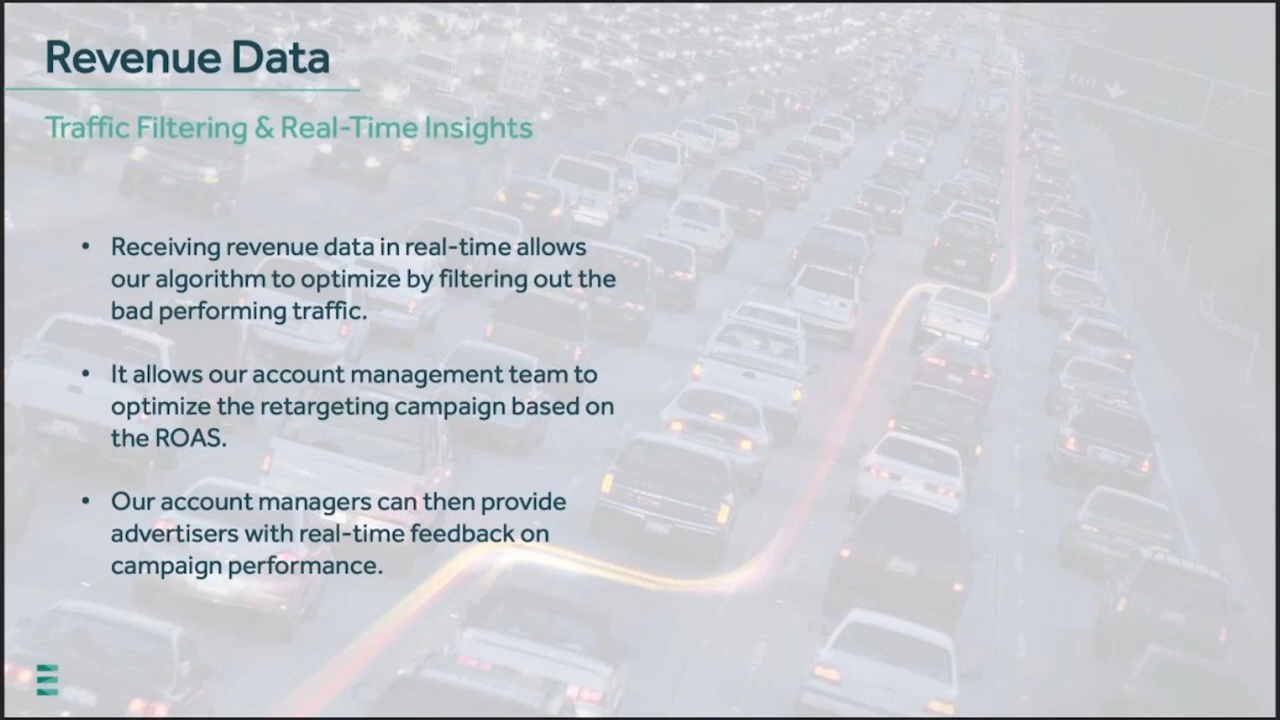 Revenue Data
Traffic Filtering & Real-Time Insights
• Receiving revenue data in real-time allows
our algorithm to optimize by filtering out the
bad performing traffic.
• It allows our account management team to
optimize the retargeting campaign based on
the ROAS.
• Our account managers can then provide
advertisers with real-time feedback on
campaign performance.